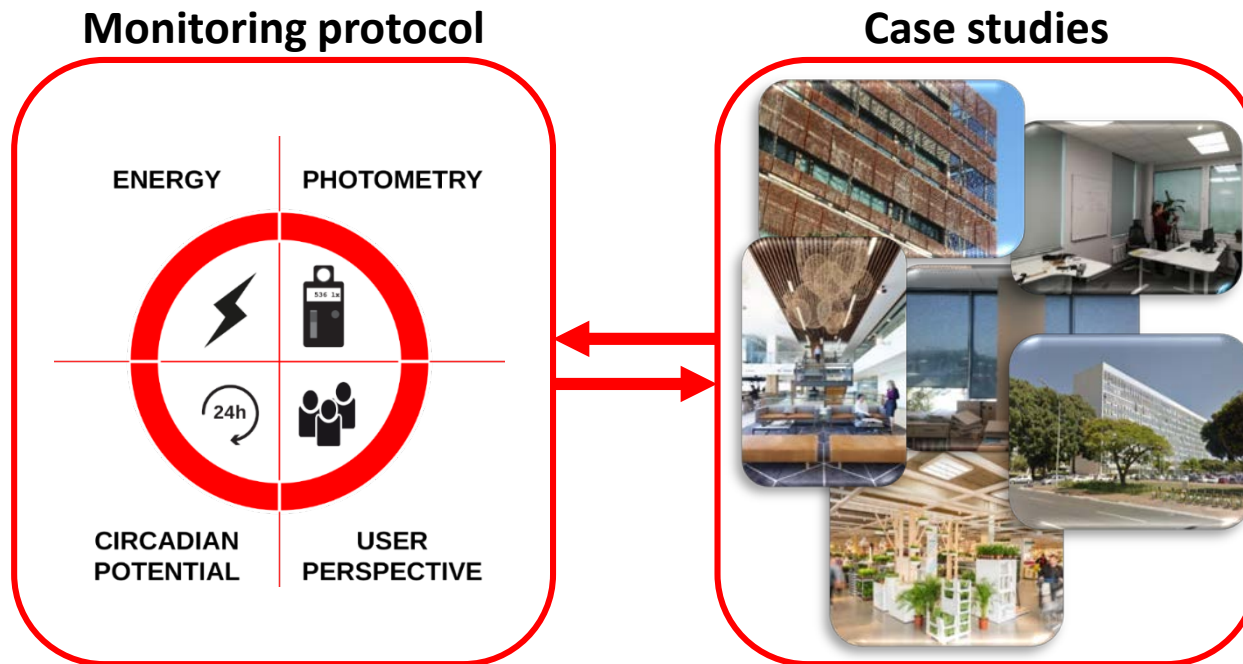 Monitoring protocol
Case studies
ENERGY
PHOTOMETRY
536 lx
24h
CIRCADIAN
POTENTIAL
USER
PERSPECTIVE